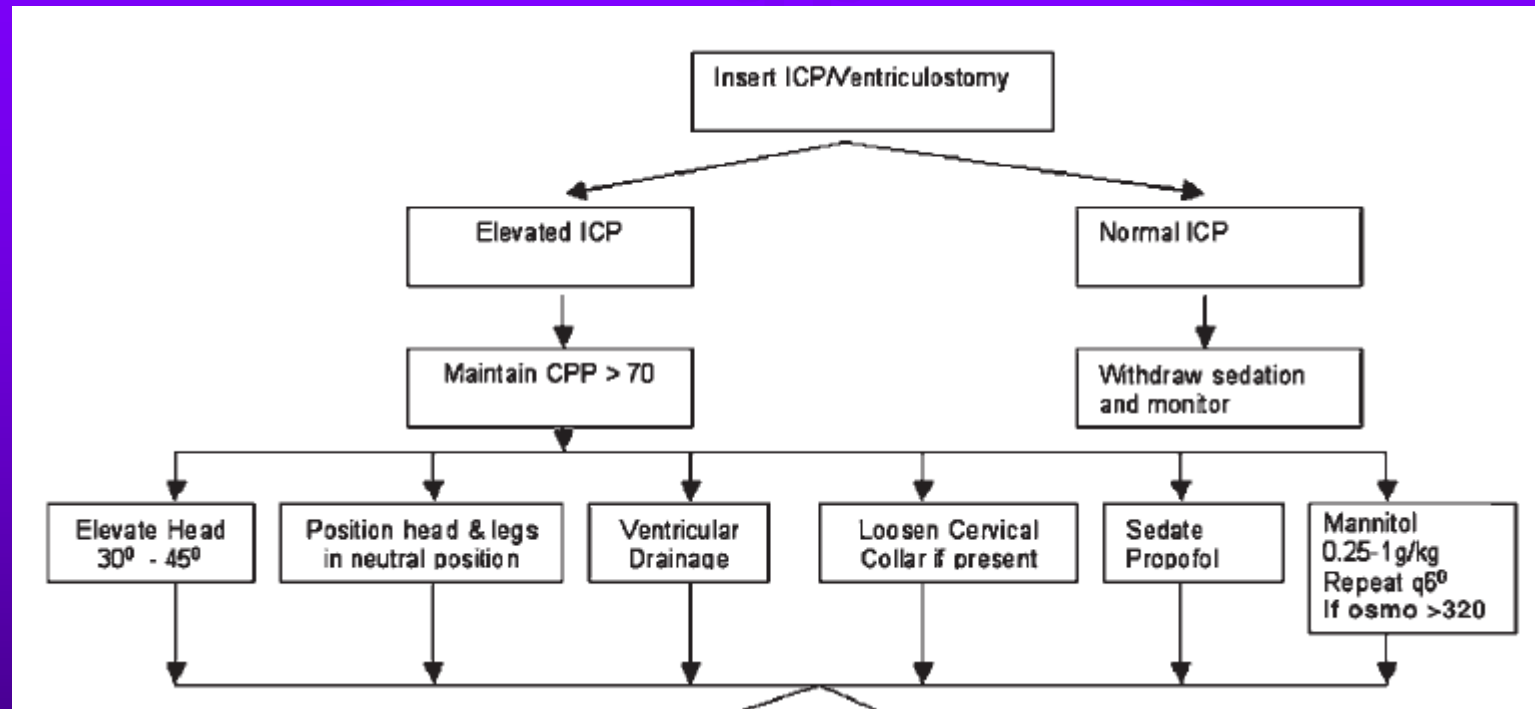 Insert ICP/Ventriculostomy
Elevated ICP
Normal ICP
Maintain CPP > 70
Withdraw sedation
and monitor
Elevate Head
30⁰ - 45⁰
Position head & legs
in neutral position
Ventricular
Drainage
Loosen Cervical
Collar if present
Sedate
Propofol
Mannitol
0.25-1g/kg
Repeat q6⁰
If osmo >320